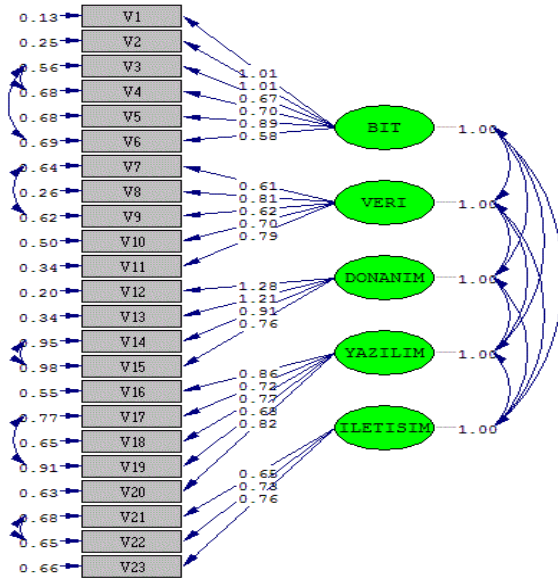 0.13 V1
0.25 V2
0.56 V3
0.68 V4
0.68 V5
0.69 V6
0.64 V7
0.26 V8
0.62 V9
0.50 V10
0.34 V11
0.20 V12
0.34 V13
0.95 V14
0.98 V15
0.55 V16
0.77 V17
0.65 V18
0.91 V19
0.63 V20
0.68 V21
0.65 V22
0.66 V23
1.01
1.01
0.67
0.70
0.89
0.58
0.61
0.81
0.62
0.70
0.79
1.28
1.21
0.91
0.76
0.86
0.72
0.77
0.82
0.73
0.76
BIT 1.00
VERI 1.00
DONANIM 1.00
YAZILIM 1.00
ILETISIM 1.00